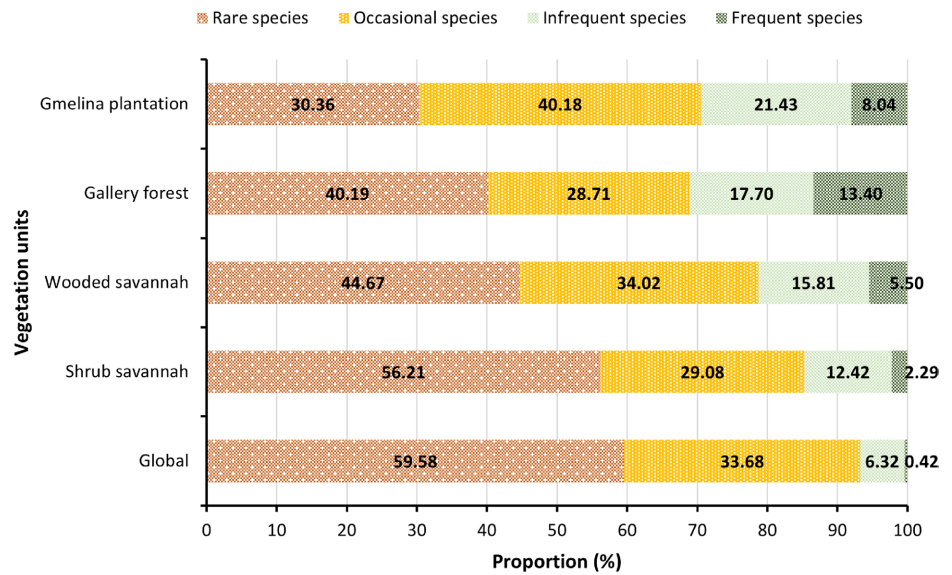 Rare species Occasional species Infrequent species Frequent species
Vegetation units
Gmelina plantation 30.36 40.18 21.43 8.04
Gallery forest 40.19 28.71 17.70 13.40
Wooded savannah 44.67 34.02 15.81 5.50
Shrub savannah 56.21 29.08 12.42 2.29
Global 59.58 33.68 6.32 0.42
0 10 20 30 40 50 60 70 80 90 100
Proportion (%)